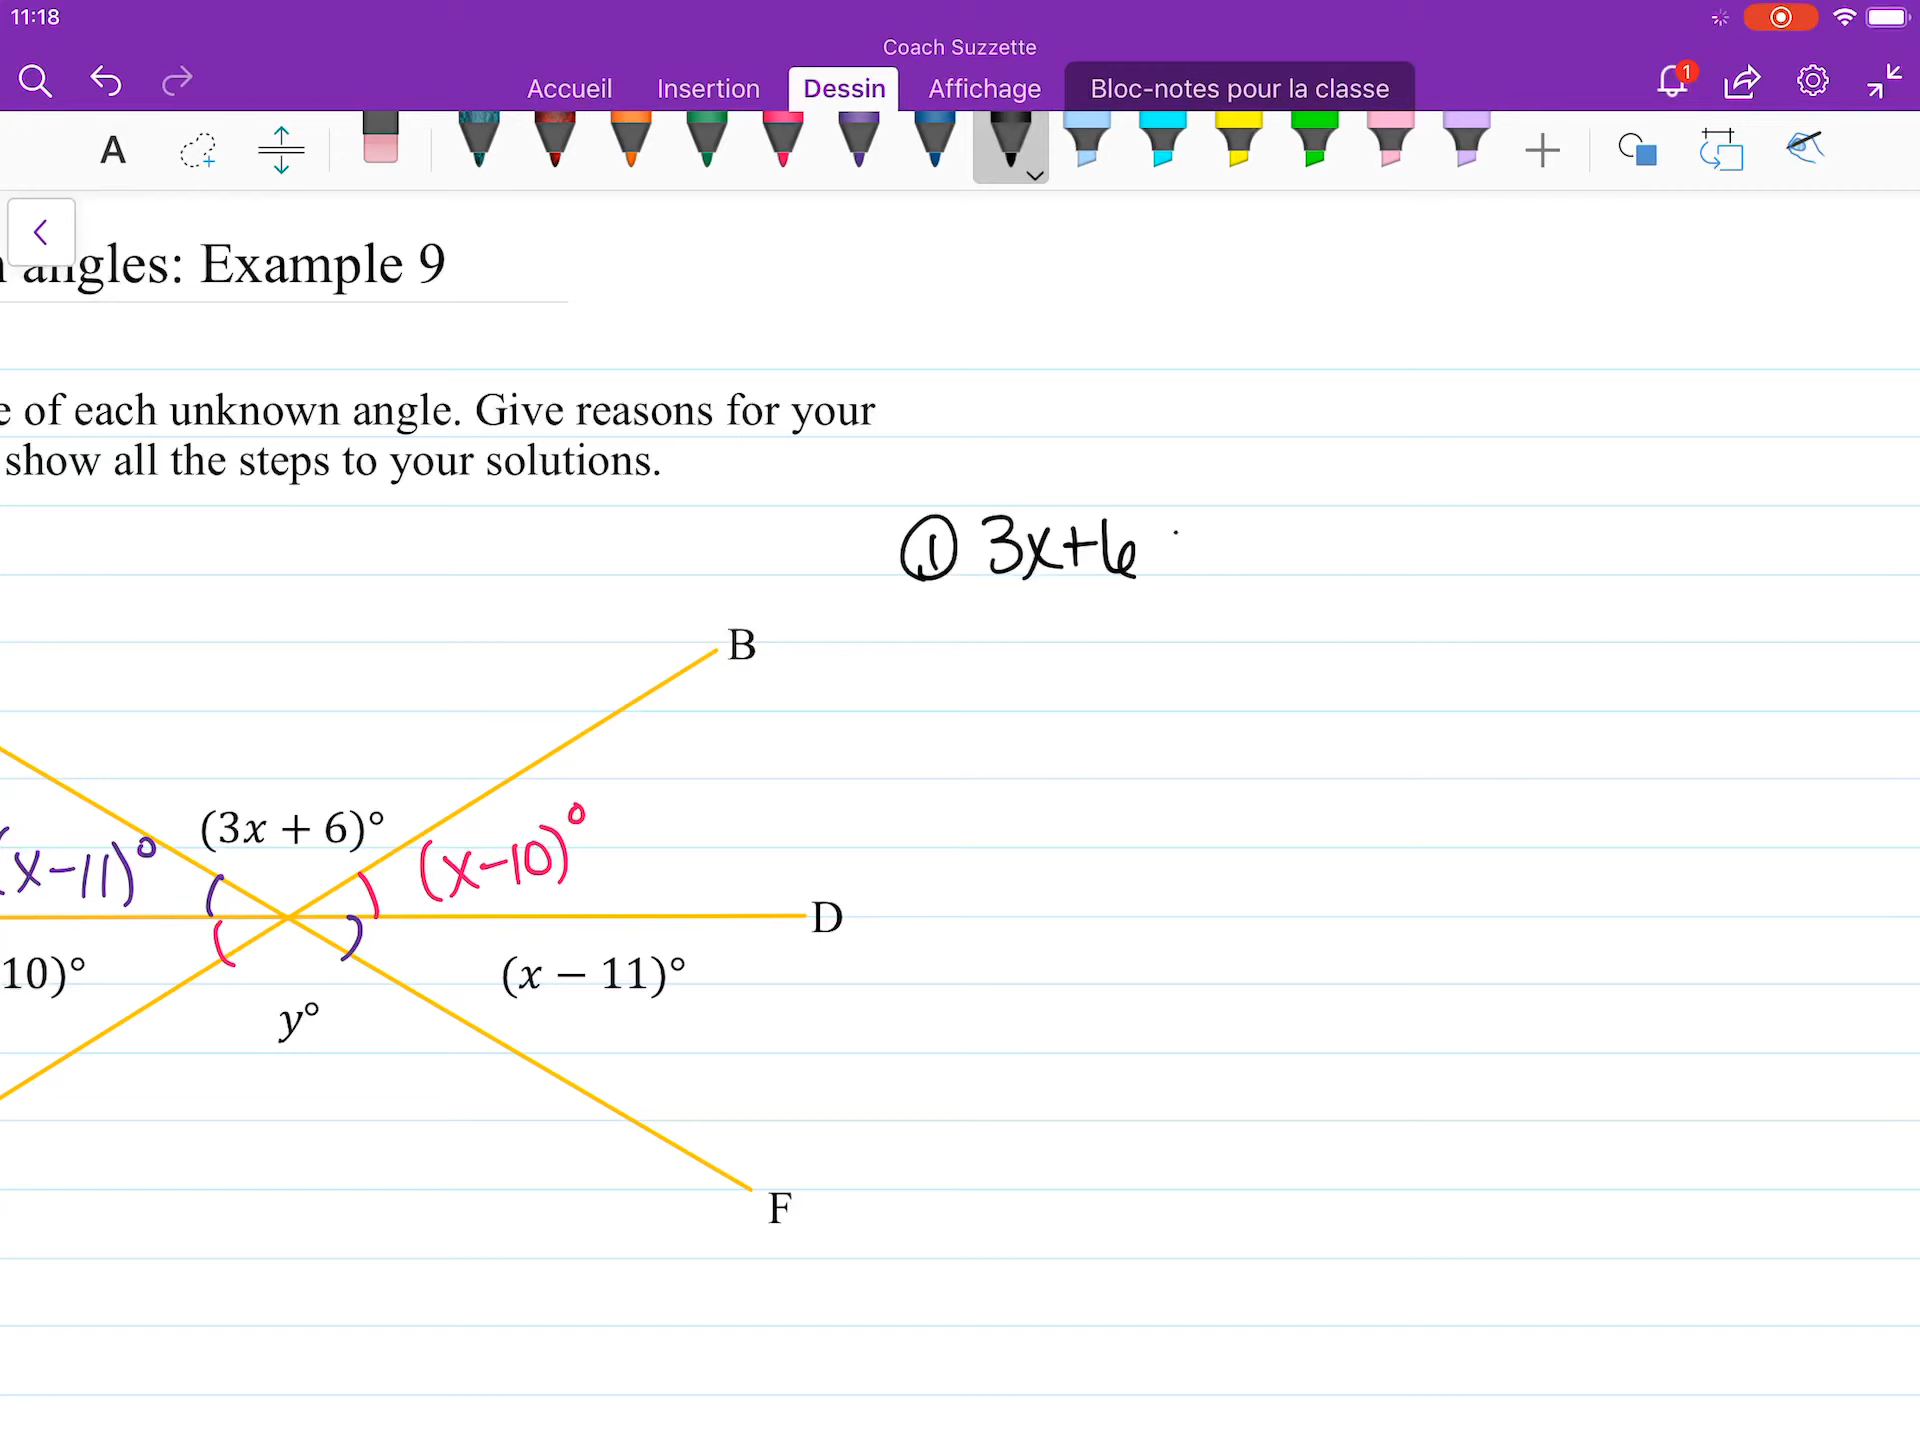 11:18
Coach Suzzette
Accueil Insertion Dessin Affichage Bloc-notes pour la classe
1
A
angles: Example 9
of each unknown angle. Give reasons for your
show all the steps to your solutions.
① 3x+6
B
(3x + 6)°
(x-11)° (x-10)°
D
10)° (x − 11)°
y°
F